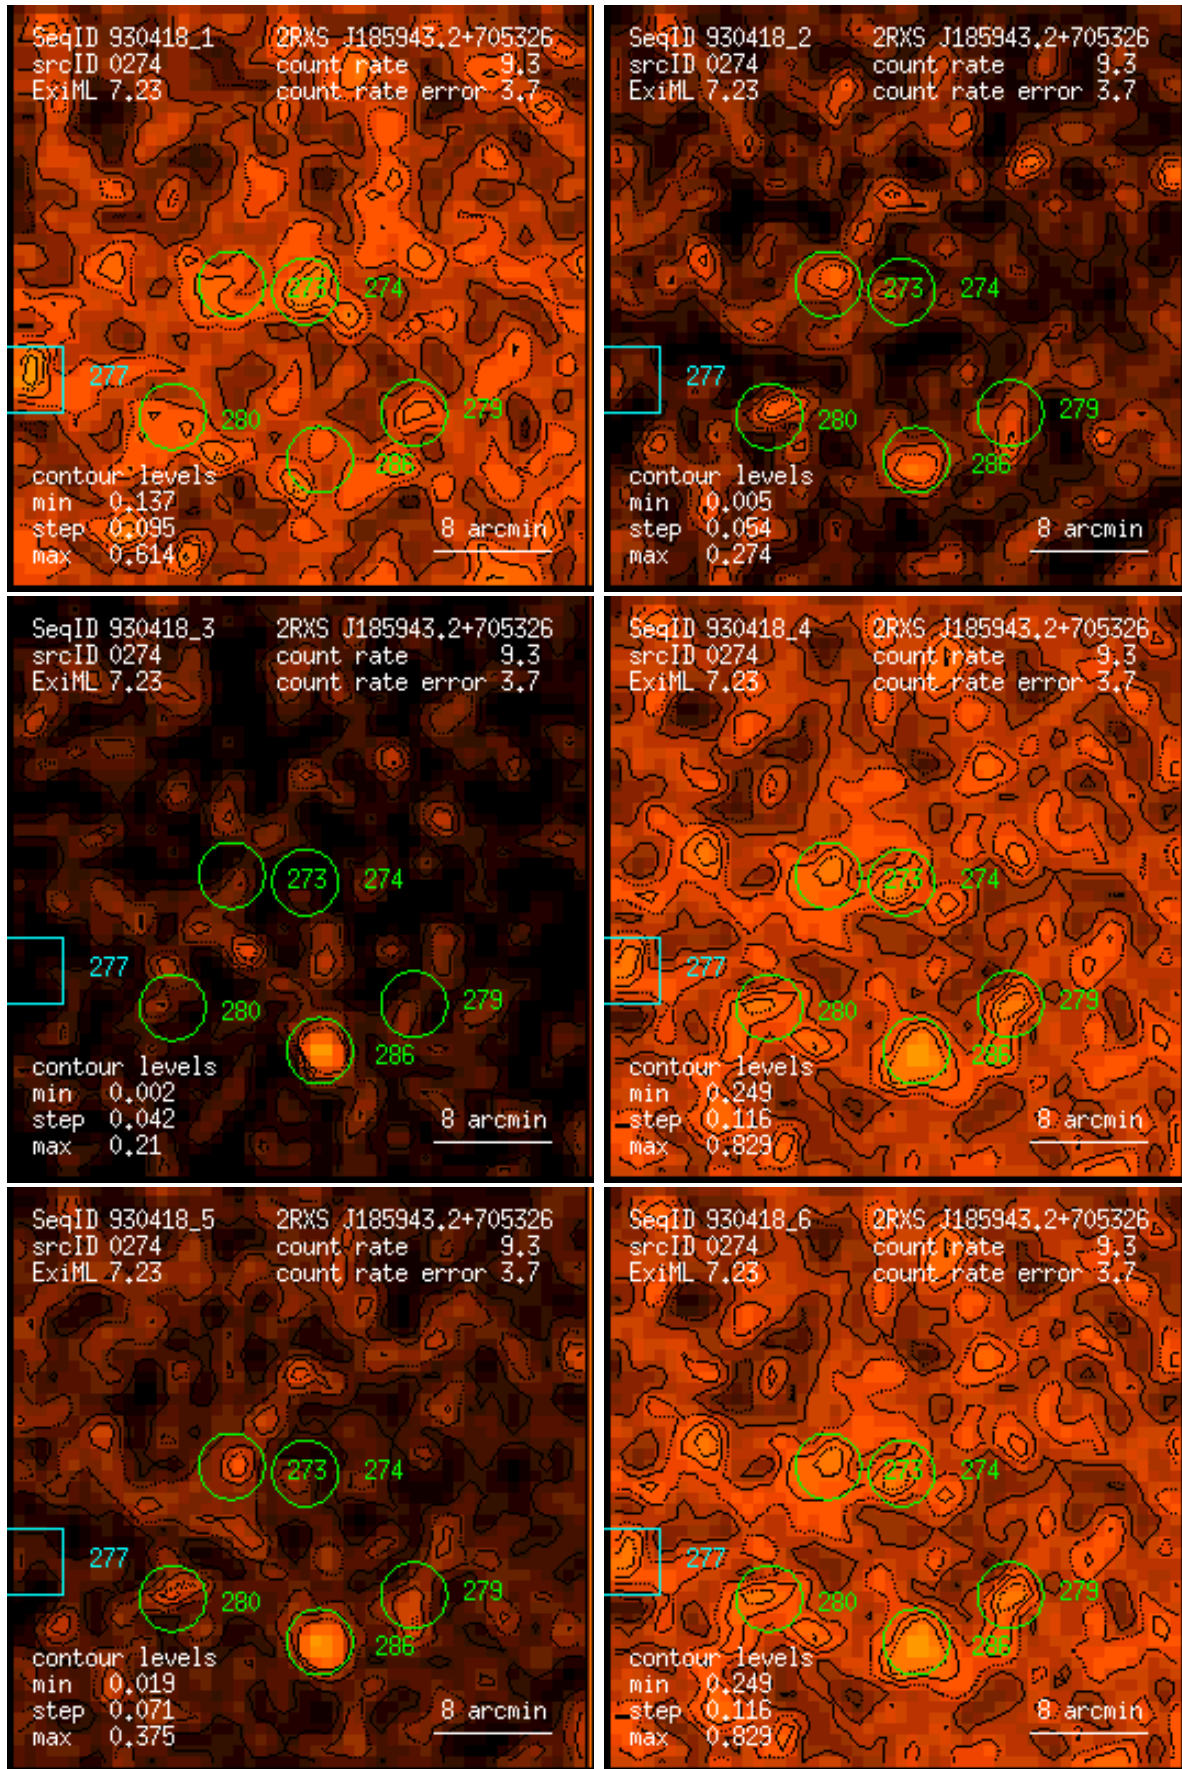 SeqID 930418_1 2RXS J185943.2+705326
srcID 0274 count rate 9.3
ExiML 7.23 count rate error 3.7
273 274
277
280 279
286
contour levels
min 0.137
step 0.095 8 arcmin
max 0.614
SeqID 930418_2 2RXS J185943.2+705326
srcID 0274 count rate 9.3
ExiML 7.23 count rate error 3.7
273 274
277
280 279
286
contour levels
min 0.005
step 0.054 8 arcmin
max 0.274
SeqID 930418_3 2RXS J185943.2+705326
srcID 0274 count rate 9.3
ExiML 7.23 count rate error 3.7
273 274
277
280 279
286
contour levels
min 0.002
step 0.042 8 arcmin
max 0.21
SeqID 930418_4 2RXS J185943.2+705326
srcID 0274 count rate 9.3
ExiML 7.23 count rate error 3.7
273 274
277
280 279
286
contour levels
min 0.249
step 0.116 8 arcmin
max 0.829
SeqID 930418_5 2RXS J185943.2+705326
srcID 0274 count rate 9.3
ExiML 7.23 count rate error 3.7
273 274
277
280 279
286
contour levels
min 0.019
step 0.071 8 arcmin
max 0.375
SeqID 930418_6 2RXS J185943.2+705326
srcID 0274 count rate 9.3
ExiML 7.23 count rate error 3.7
273 274
277
280 279
286
contour levels
min 0.249
step 0.116 8 arcmin
max 0.829